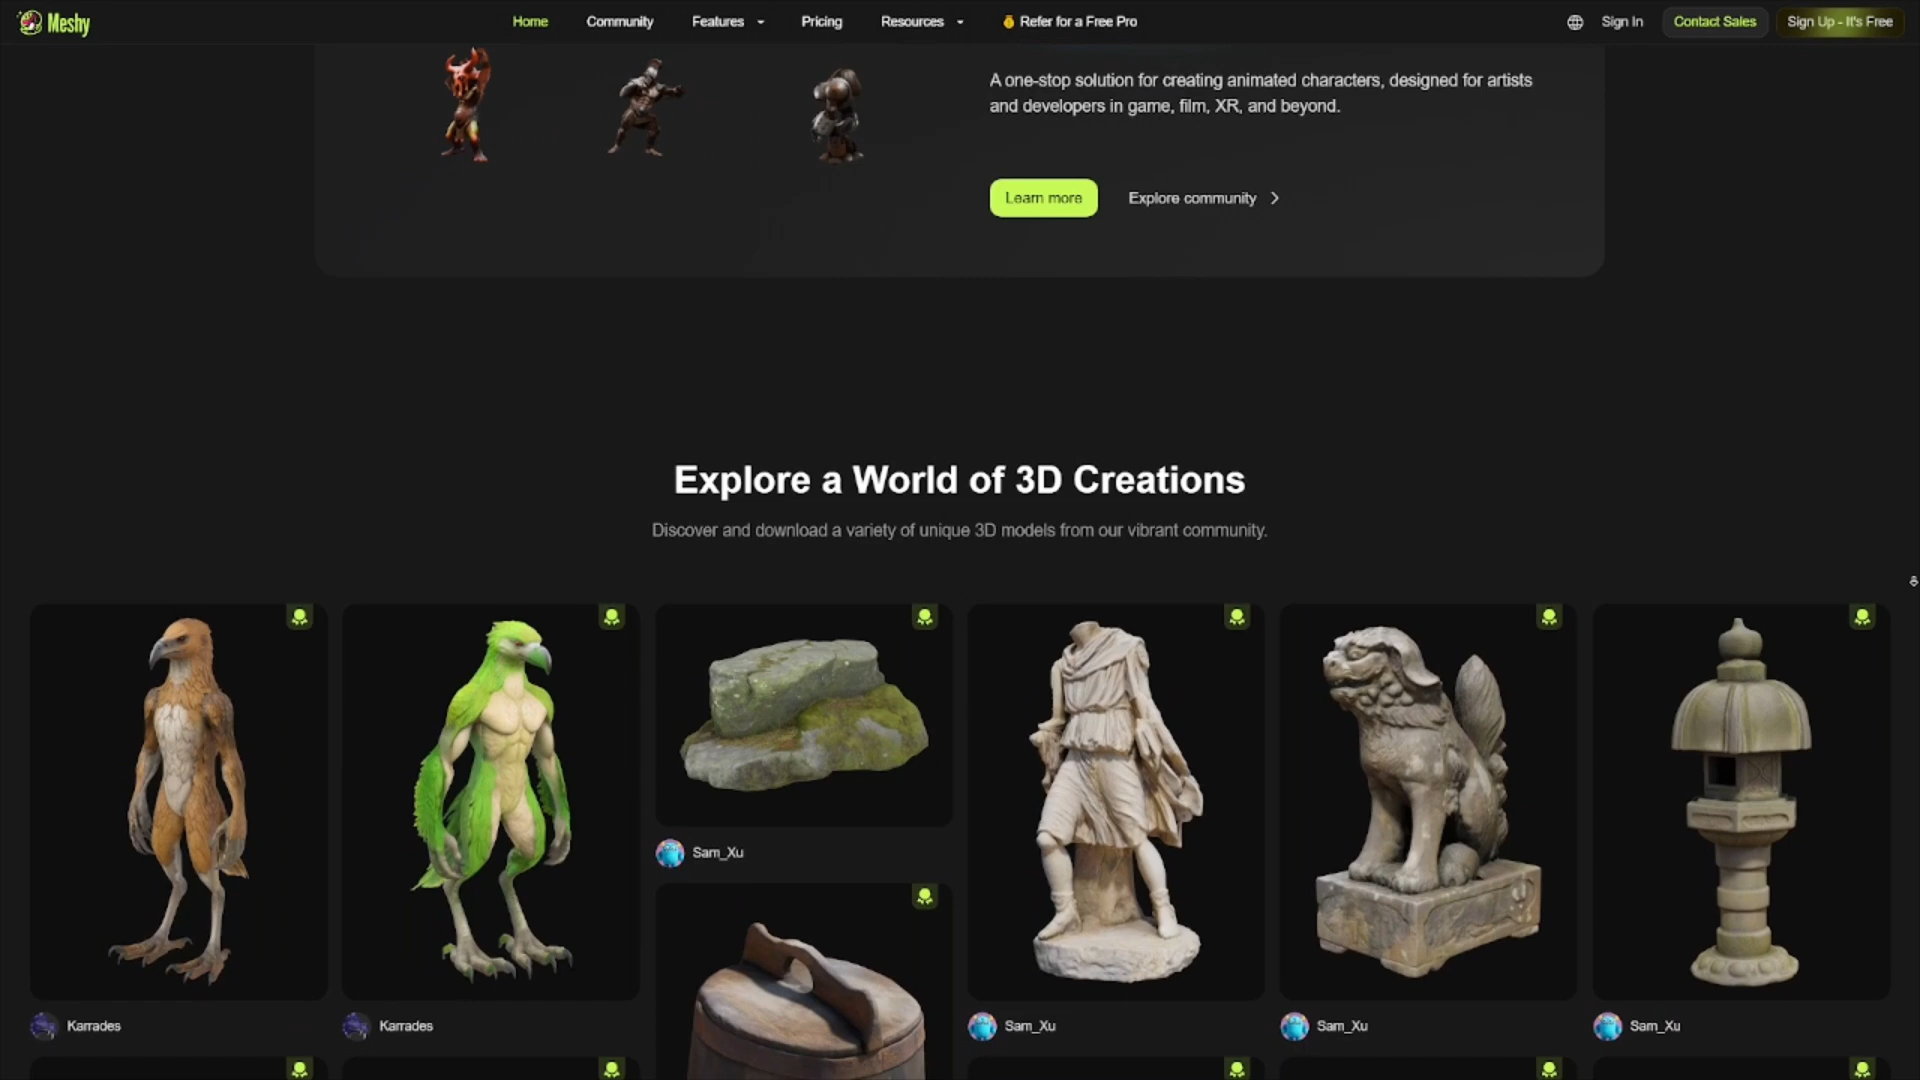 Meshy
Home
Community
Features
Pricing
Resources
Refer for a Free Pro
Sign In
Contact Sales
Sign Up - It's Free
A one-stop solution for creating animated characters, designed for artists
and developers in game, film, XR, and beyond.
Learn more
Explore community
Explore a World of 3D Creations
Discover and download a variety of unique 3D models from our vibrant community.
Sam_Xu
Karrades
Karrades
Sam_Xu
Sam_Xu
Sam_Xu